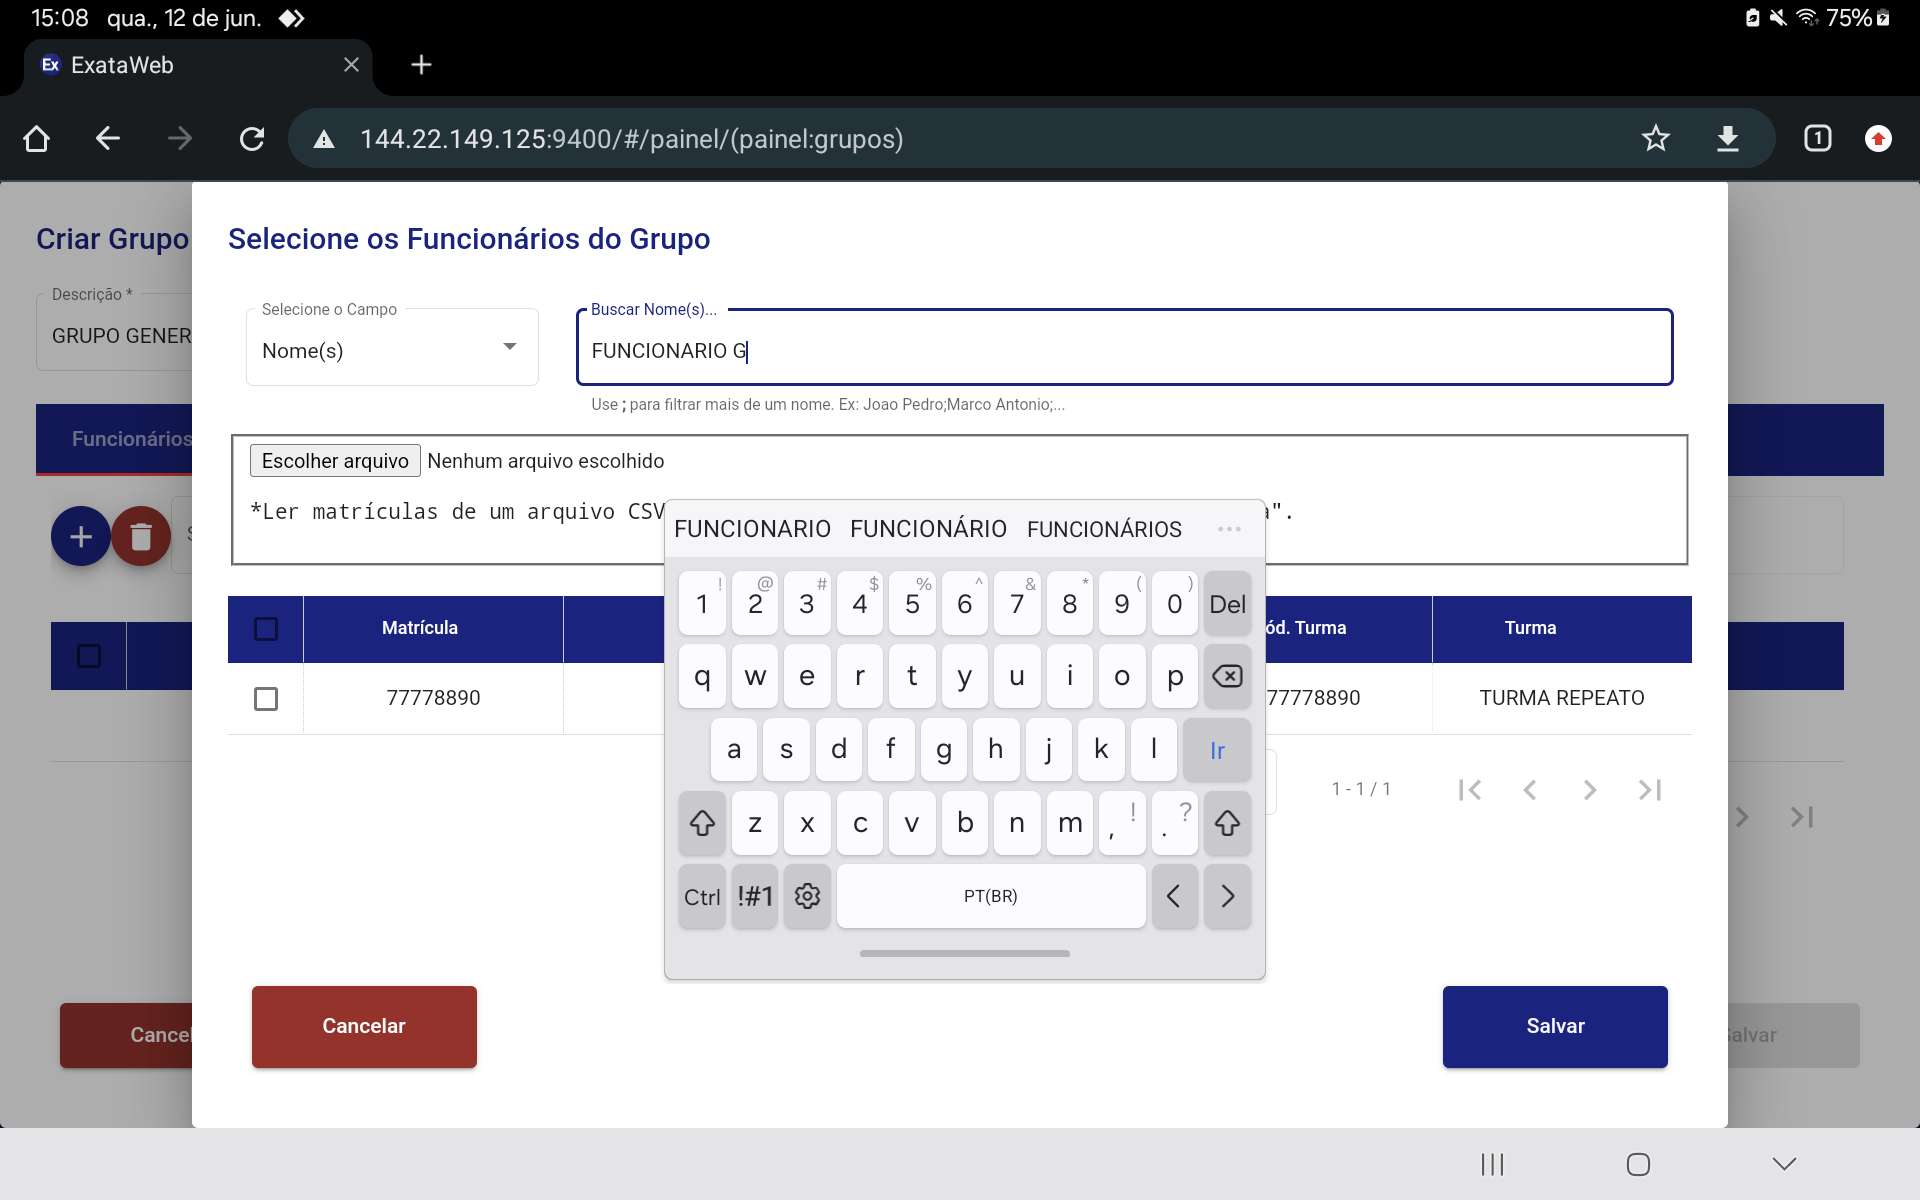 15:08 qua., 12 de jun. 75%
Ex ExataWeb
144.22.149.125:9400/#/painel/(painel:grupos) 1
Criar Grupo
Selecione os Funcionários do Grupo
Descrição *
GRUPO GENER
Selecione o Campo
Nome(s)
Buscar Nome(s)...
FUNCIONARIO G
Use ; para filtrar mais de um nome. Ex: Joao Pedro;Marco Antonio;...
Funcionários
Escolher arquivo Nenhum arquivo escolhido
*Ler matrículas de um arquivo CSV a".
FUNCIONARIO FUNCIONÁRIO FUNCIONÁRIOS ...
! @ # $ % ^ & * ( )
1 2 3 4 5 6 7 8 9 0 Del
q w e r t y u i o p
a s d f g h j k l Ir
z x c v b n m , ! . ?
Ctrl !#1 PT(BR) < >
Matrícula ód. Turma Turma
77778890 77778890 TURMA REPEATO
1 - 1 / 1
Cancelar Salvar
Cancel alvar